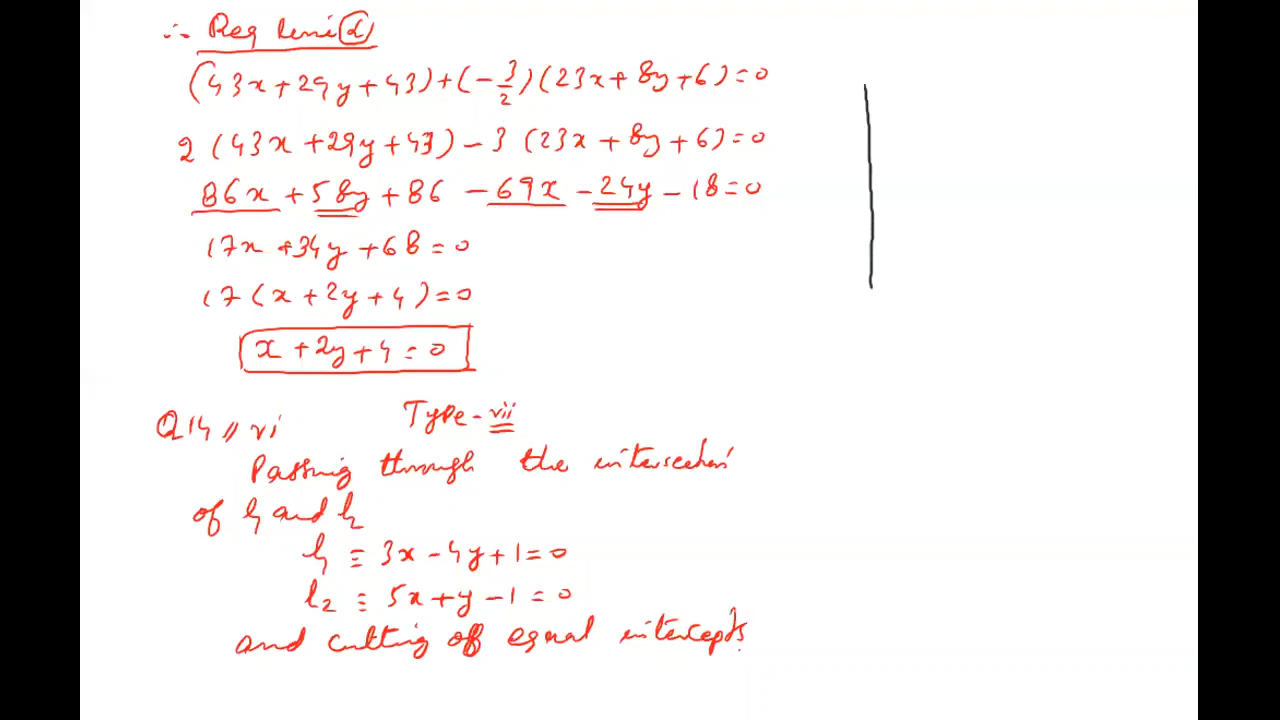 ∴ Req line (l)
(43x+29y+43)+(-3/2)(23x+8y+6)=0
2(43x+29y+43)-3(23x+8y+6)=0
86x+58y+86-69x-24y-18=0
17x+34y+68=0
17(x+2y+4)=0
x+2y+4=0
Q14 // vi Type-vii
Passing through the intersection
of l1 and l2
l1 ≡ 3x-4y+1=0
l2 ≡ 5x+y-1=0
and cutting of equal intercepts